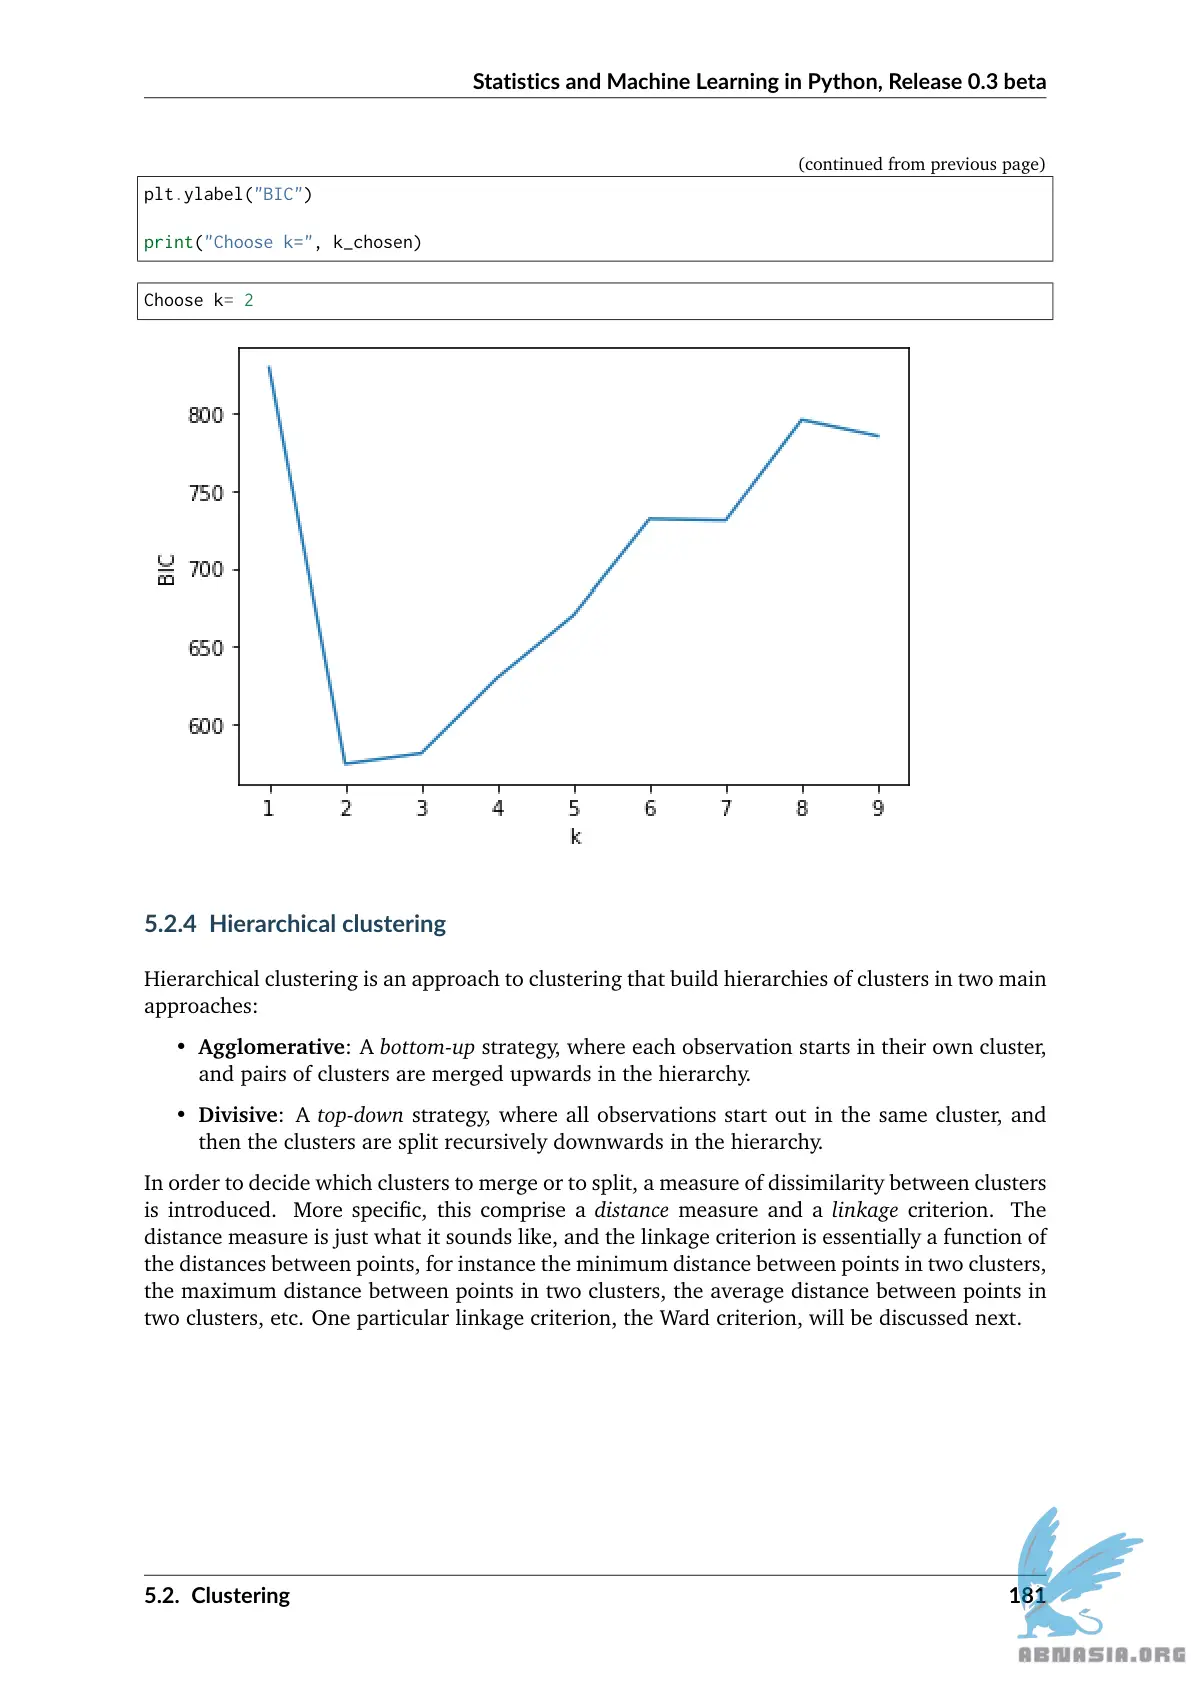 Statistics and Machine Learning in Python, Release 0.3 beta
(continued from previous page)
plt.ylabel("BIC")
print("Choose k=", k_chosen)
Choose k= 2
800
750
700
650
600
BIC
1 2 3 4 5 6 7 8 9
k
5.2.4 Hierarchical clustering
Hierarchical clustering is an approach to clustering that build hierarchies of clusters in two main
approaches:
• Agglomerative: A bottom-up strategy, where each observation starts in their own cluster,
and pairs of clusters are merged upwards in the hierarchy.
• Divisive: A top-down strategy, where all observations start out in the same cluster, and
then the clusters are split recursively downwards in the hierarchy.
In order to decide which clusters to merge or to split, a measure of dissimilarity between clusters
is introduced. More specific, this comprise a distance measure and a linkage criterion. The
distance measure is just what it sounds like, and the linkage criterion is essentially a function of
the distances between points, for instance the minimum distance between points in two clusters,
the maximum distance between points in two clusters, the average distance between points in
two clusters, etc. One particular linkage criterion, the Ward criterion, will be discussed next.
5.2. Clustering 181
ABNASIA.ORG